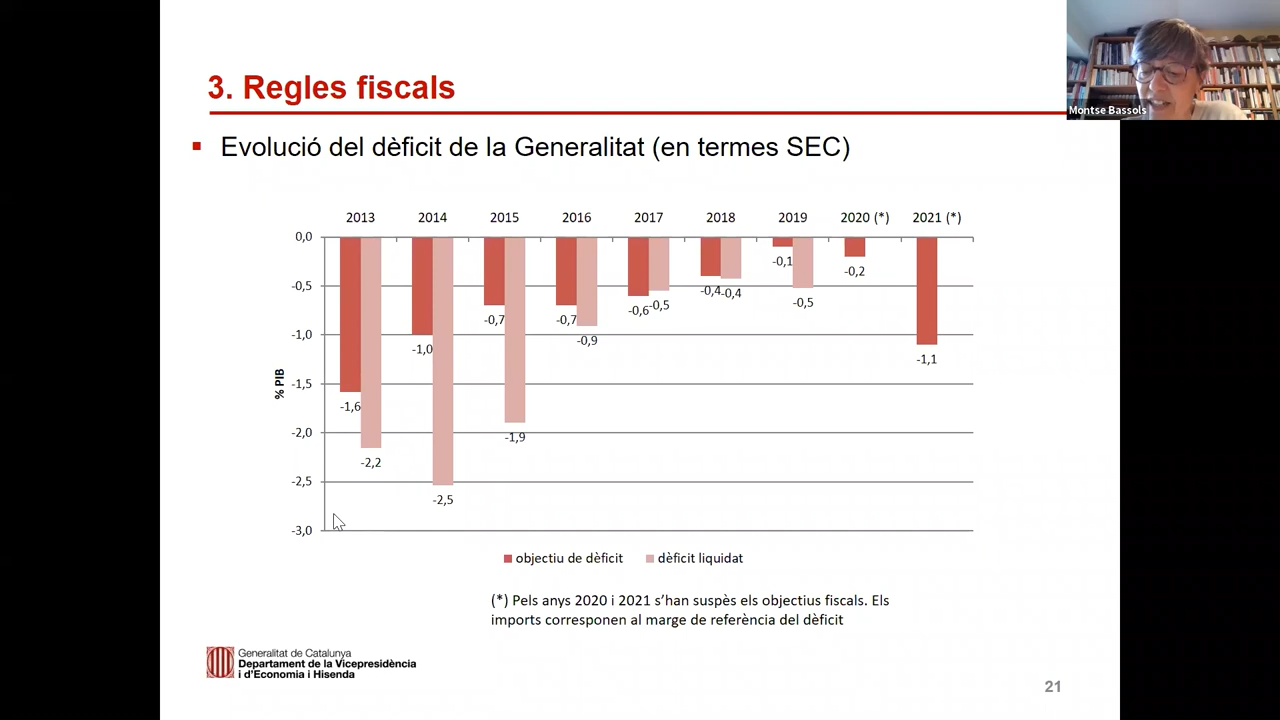 3. Regles fiscals
Montse Bassols
Evolució del dèficit de la Generalitat (en termes SEC)
2013 2014 2015 2016 2017 2018 2019 2020 (*) 2021 (*)
0,0
-0,5
-1,0
-1,5
-2,0
-2,5
-3,0
% PIB
-1,6
-2,2
-1,0
-2,5
-0,7
-1,9
-0,7
-0,9
-0,6
-0,5
-0,4
-0,4
-0,1
-0,5
-0,2
-1,1
objectiu de dèficit dèficit liquidat
(*) Pels anys 2020 i 2021 s'han suspès els objectius fiscals. Els
imports corresponen al marge de referència del dèficit
Generalitat de Catalunya
Departament de la Vicepresidència
i d'Economia i Hisenda
21